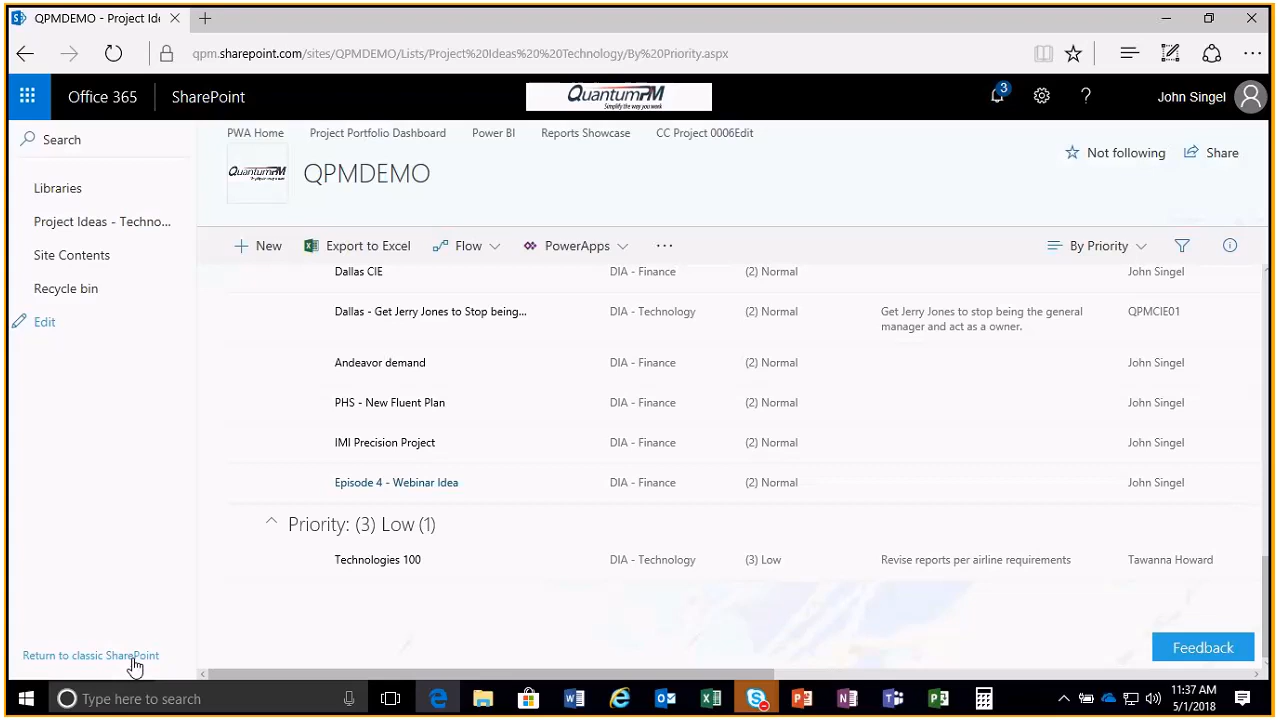 QPMDEMO - Project Ide
qpm.sharepoint.com/sites/QPMDEMO/Lists/Project%20Ideas%20%20Technology/By%20Priority.aspx
Office 365 SharePoint QuantumPM 3 John Singel
Simplify the way you work
Search PWA Home Project Portfolio Dashboard Power BI Reports Showcase CC Project 0006Edit
Not following Share
QuantumPM QPMDEMO
Libraries
Project Ideas - Techno...
Site Contents
Recycle bin
Edit
New Export to Excel Flow PowerApps ... By Priority
Dallas CIE DIA - Finance (2) Normal John Singel
Dallas - Get Jerry Jones to Stop being... DIA - Technology (2) Normal Get Jerry Jones to stop being the general QPMCIE01
manager and act as a owner.
Andeavor demand DIA - Finance (2) Normal John Singel
PHS - New Fluent Plan DIA - Finance (2) Normal John Singel
IMI Precision Project DIA - Finance (2) Normal John Singel
Episode 4 - Webinar Idea DIA - Finance (2) Normal John Singel
Priority: (3) Low (1)
Technologies 100 DIA - Technology (3) Low Revise reports per airline requirements Tawanna Howard
Return to classic SharePoint
Feedback
Type here to search
11:37 AM
5/1/2018